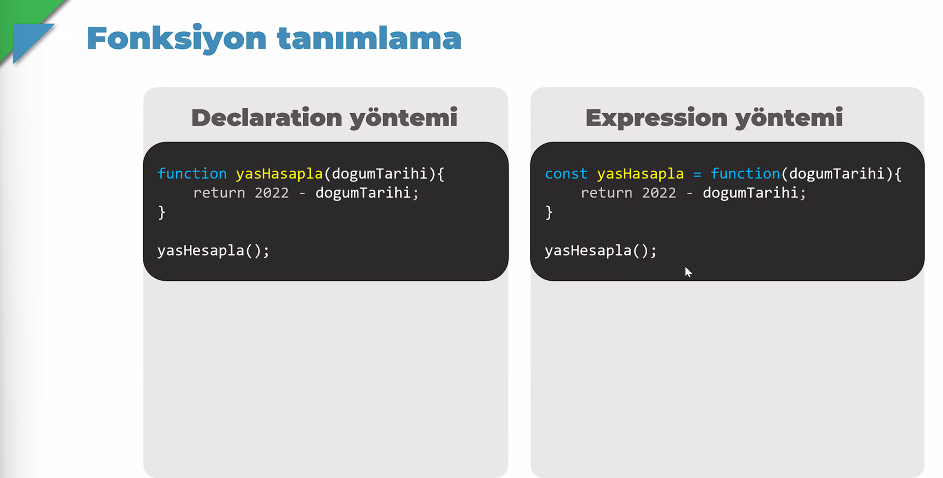 Fonksiyon tanımlama
Declaration yöntemi
function yasHasapla(dogumTarihi){
    return 2022 - dogumTarihi;
}
yasHesapla();
Expression yöntemi
const yasHasapla = function(dogumTarihi){
    return 2022 - dogumTarihi;
}
yasHesapla();